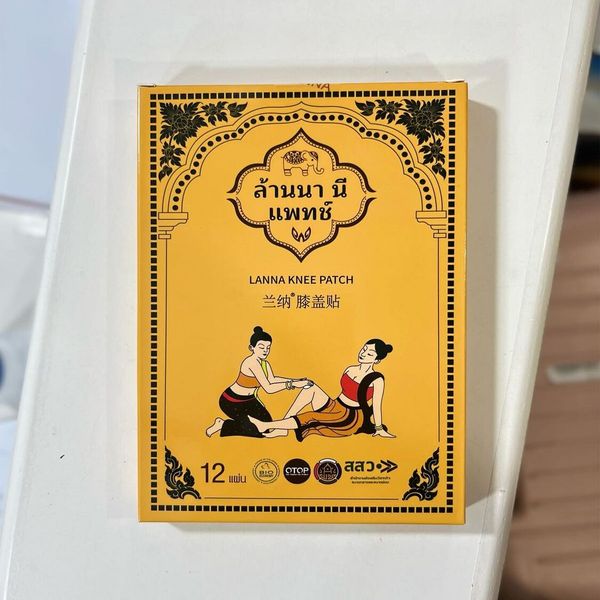 ล้านนา นี
แพทช์
LANNA KNEE PATCH
兰纳®膝盖贴
12 แผ่น
BIO
OTOP
สสว